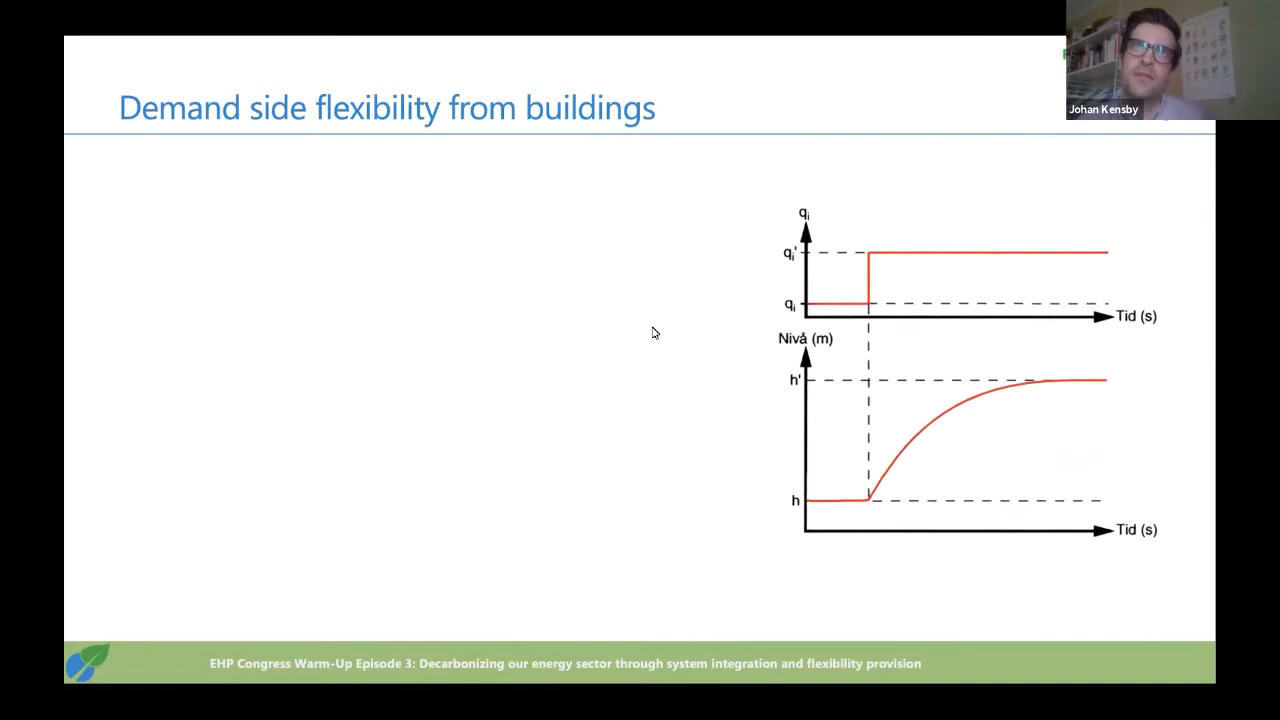 Johan Kensby
Demand side flexibility from buildings
qi
qi'
qi
Tid (s)
Nivå (m)
h'
h
Tid (s)
EHP Congress Warm-Up Episode 3: Decarbonizing our energy sector through system integration and flexibility provision